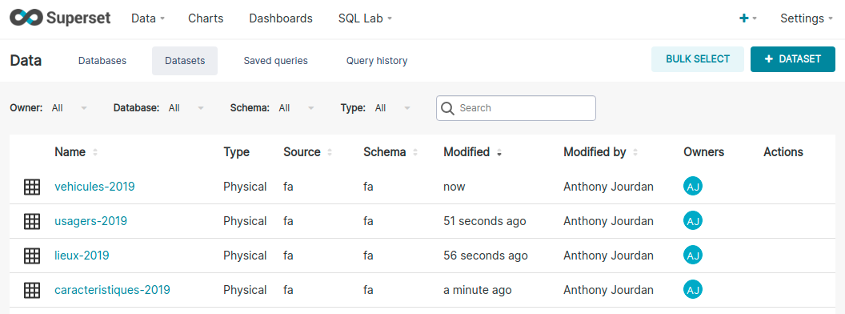 Superset Data Charts Dashboards SQL Lab + Settings
Data Databases Datasets Saved queries Query history BULK SELECT + DATASET
Owner: All Database: All Schema: All Type: All Search
Name Type Source Schema Modified Modified by Owners Actions
vehicules-2019 Physical fa fa now Anthony Jourdan AJ
usagers-2019 Physical fa fa 51 seconds ago Anthony Jourdan AJ
lieux-2019 Physical fa fa 56 seconds ago Anthony Jourdan AJ
caracteristiques-2019 Physical fa fa a minute ago Anthony Jourdan AJ